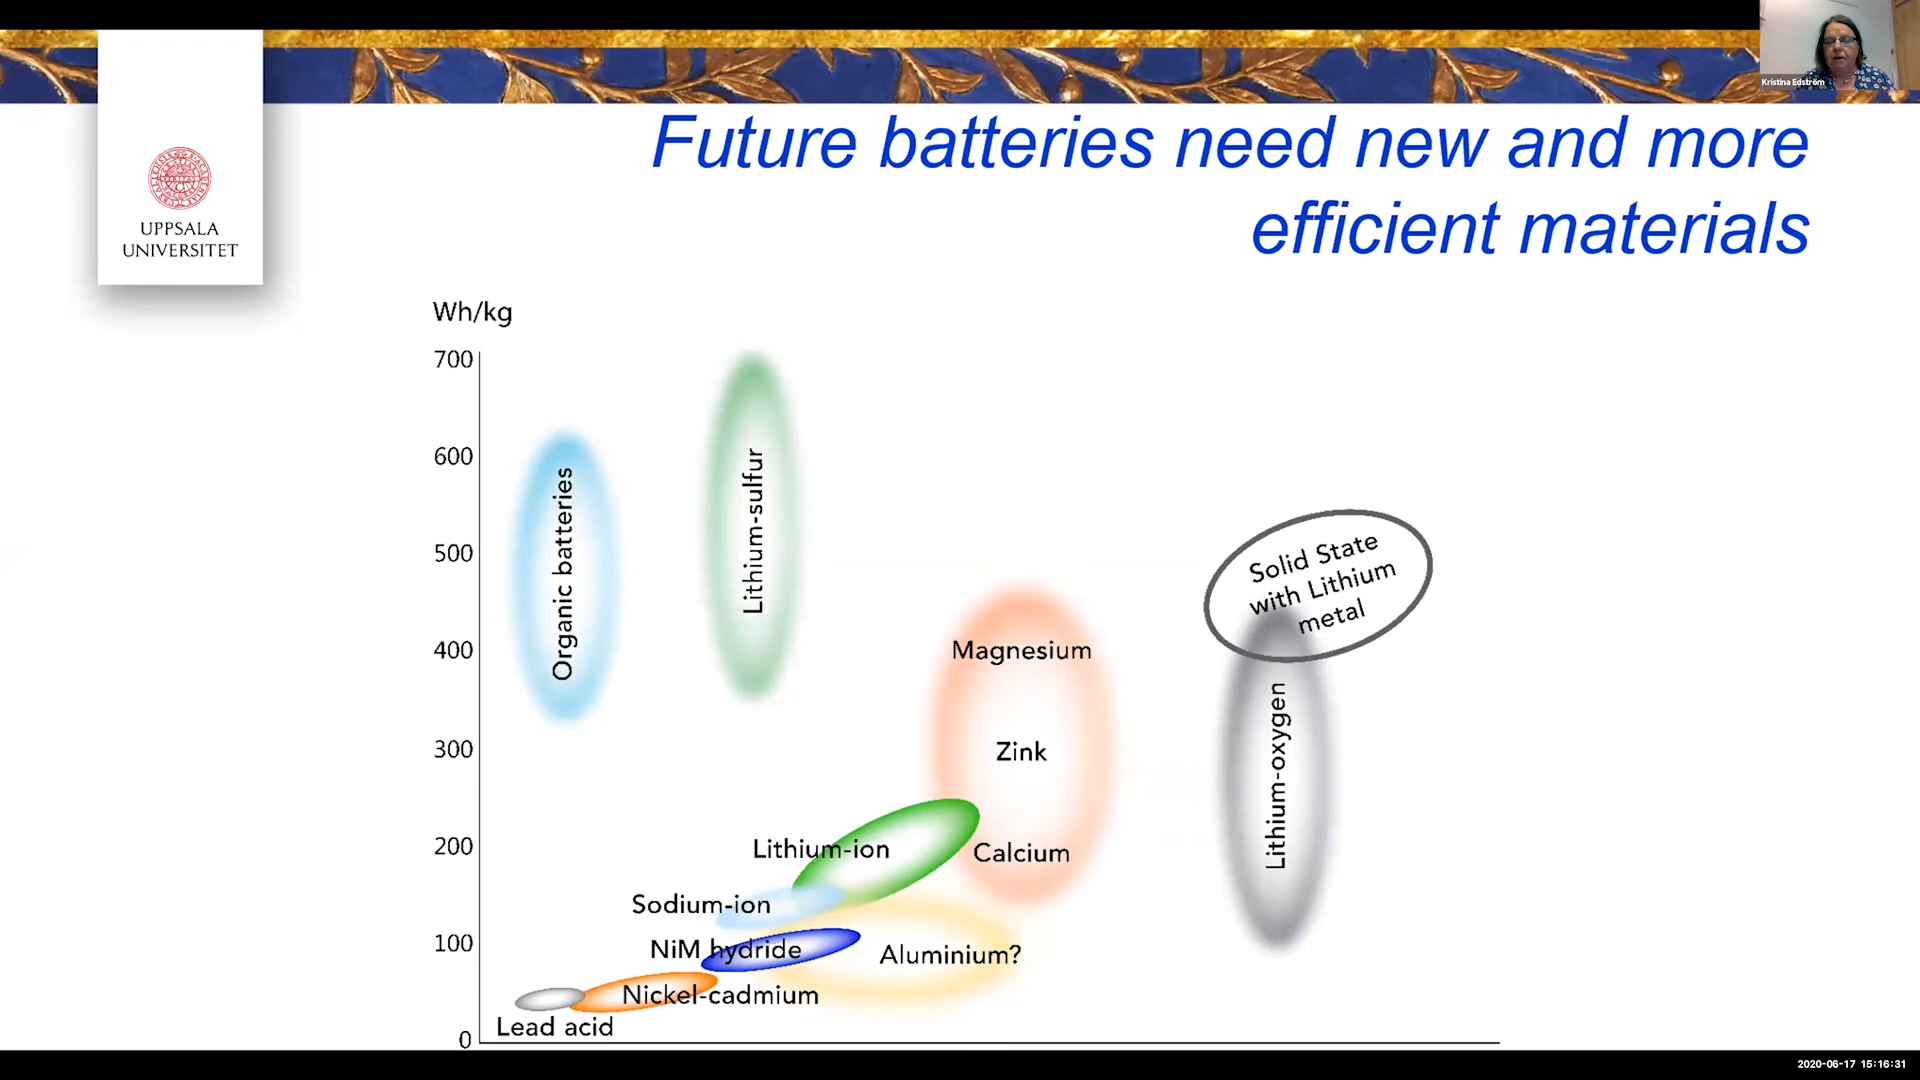 Kristina Edström
Future batteries need new and more
efficient materials
UPPSALA
UNIVERSITET
Wh/kg
700
600
500
400
300
200
100
0
Organic batteries
Lithium-sulfur
Solid State
with Lithium
metal
Magnesium
Zink
Calcium
Lithium-oxygen
Lithium-ion
Sodium-ion
NiM hydride
Aluminium?
Nickel-cadmium
Lead acid
2020-06-17 15:16:31